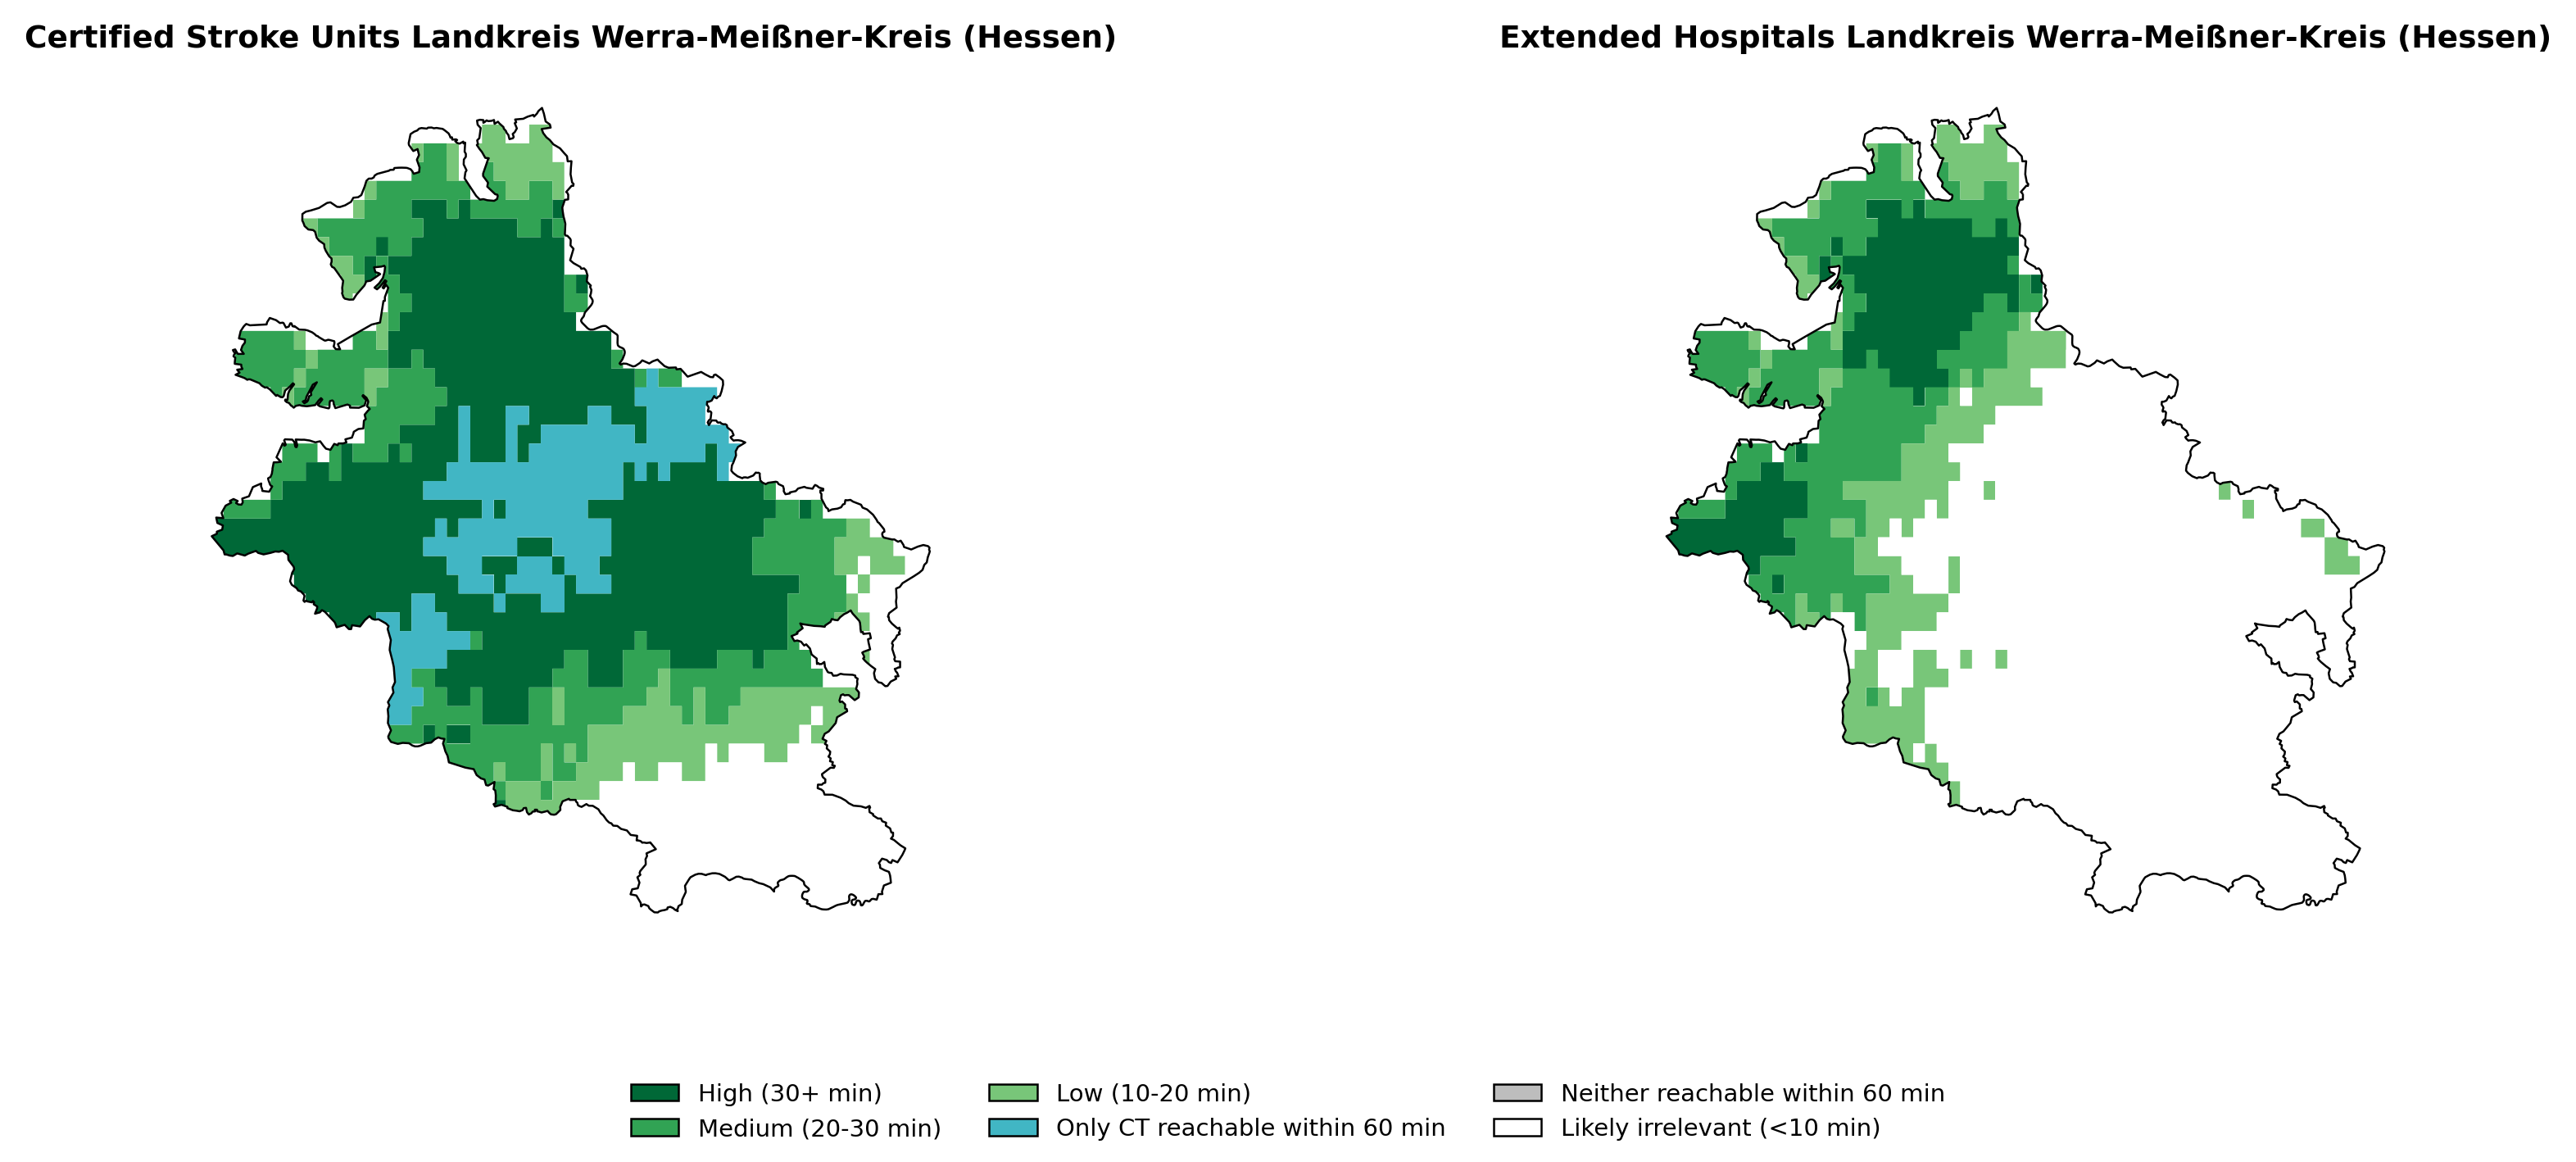 Certified Stroke Units Landkreis Werra-Meißner-Kreis (Hessen)
Extended Hospitals Landkreis Werra-Meißner-Kreis (Hessen)
High (30+ min)
Medium (20-30 min)
Low (10-20 min)
Only CT reachable within 60 min
Neither reachable within 60 min
Likely irrelevant (<10 min)